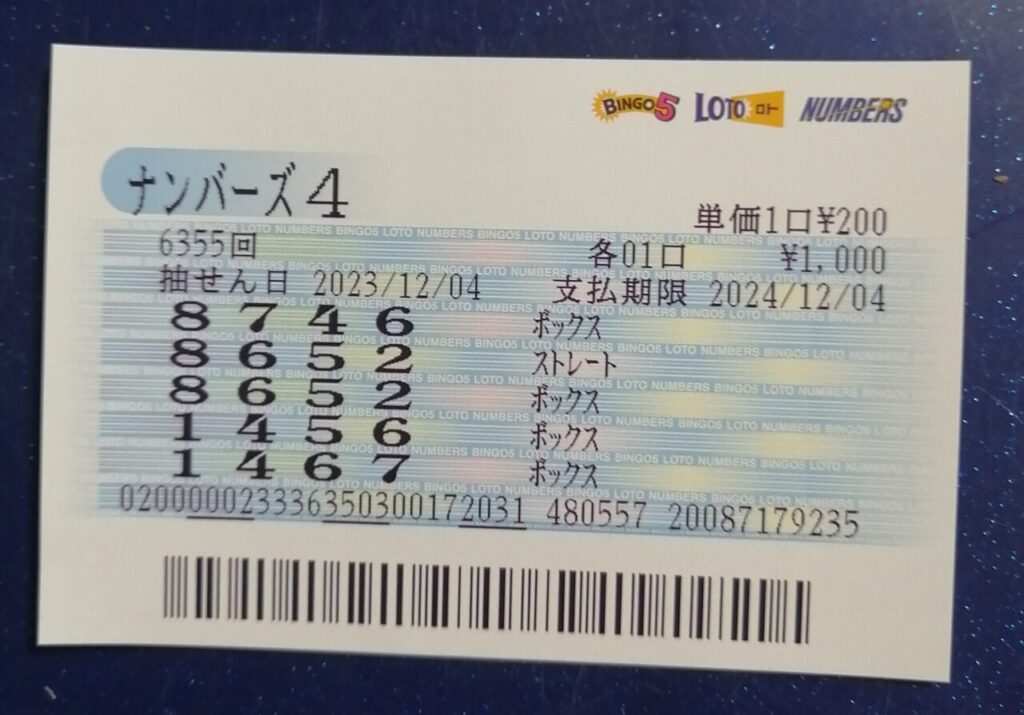 BINGO5 LOTO ロト NUMBERS
ナンバーズ4
単価1口¥200
6355回 各01口 ¥1,000
抽せん日 2023/12/04 支払期限 2024/12/04
8 7 4 6 ボックス
8 6 5 2 ストレート
8 6 5 2 ボックス
1 4 5 6 ボックス
1 4 6 7 ボックス
020000023336350300172031 480557 20087179235